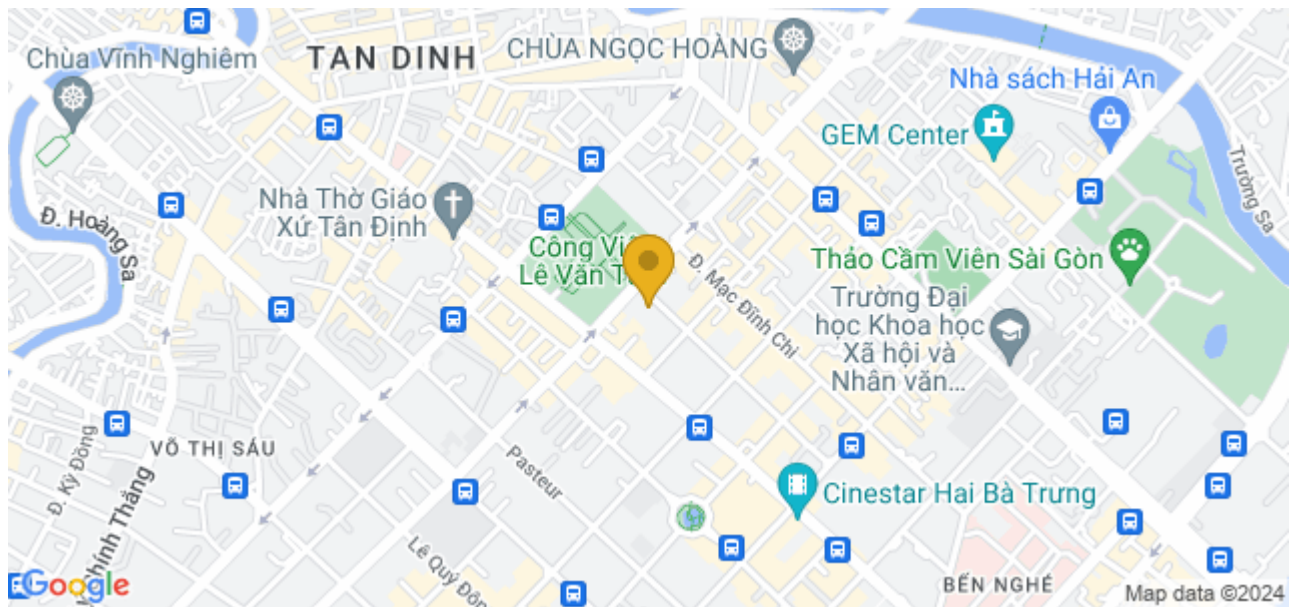 Chùa Vĩnh Nghiêm
TAN DINH
CHÙA NGỌC HOÀNG
Nhà sách Hải An
GEM Center
Trường Sa
Nhà Thờ Giáo
Xứ Tân Định
Đ. Hoàng Sa
Công Vi
Lê Văn T
Đ. Mạc Đĩnh Chi
Thảo Cầm Viên Sài Gòn
Trường Đại
học Khoa học
Xã hội và
Nhân văn...
VÕ THỊ SÁU
Đ. Kỳ Đồng
hính Thắng
Pasteur
Lê Quý Đôn
Cinestar Hai Bà Trưng
BẾN NGHÉ
Google
Map data ©2024